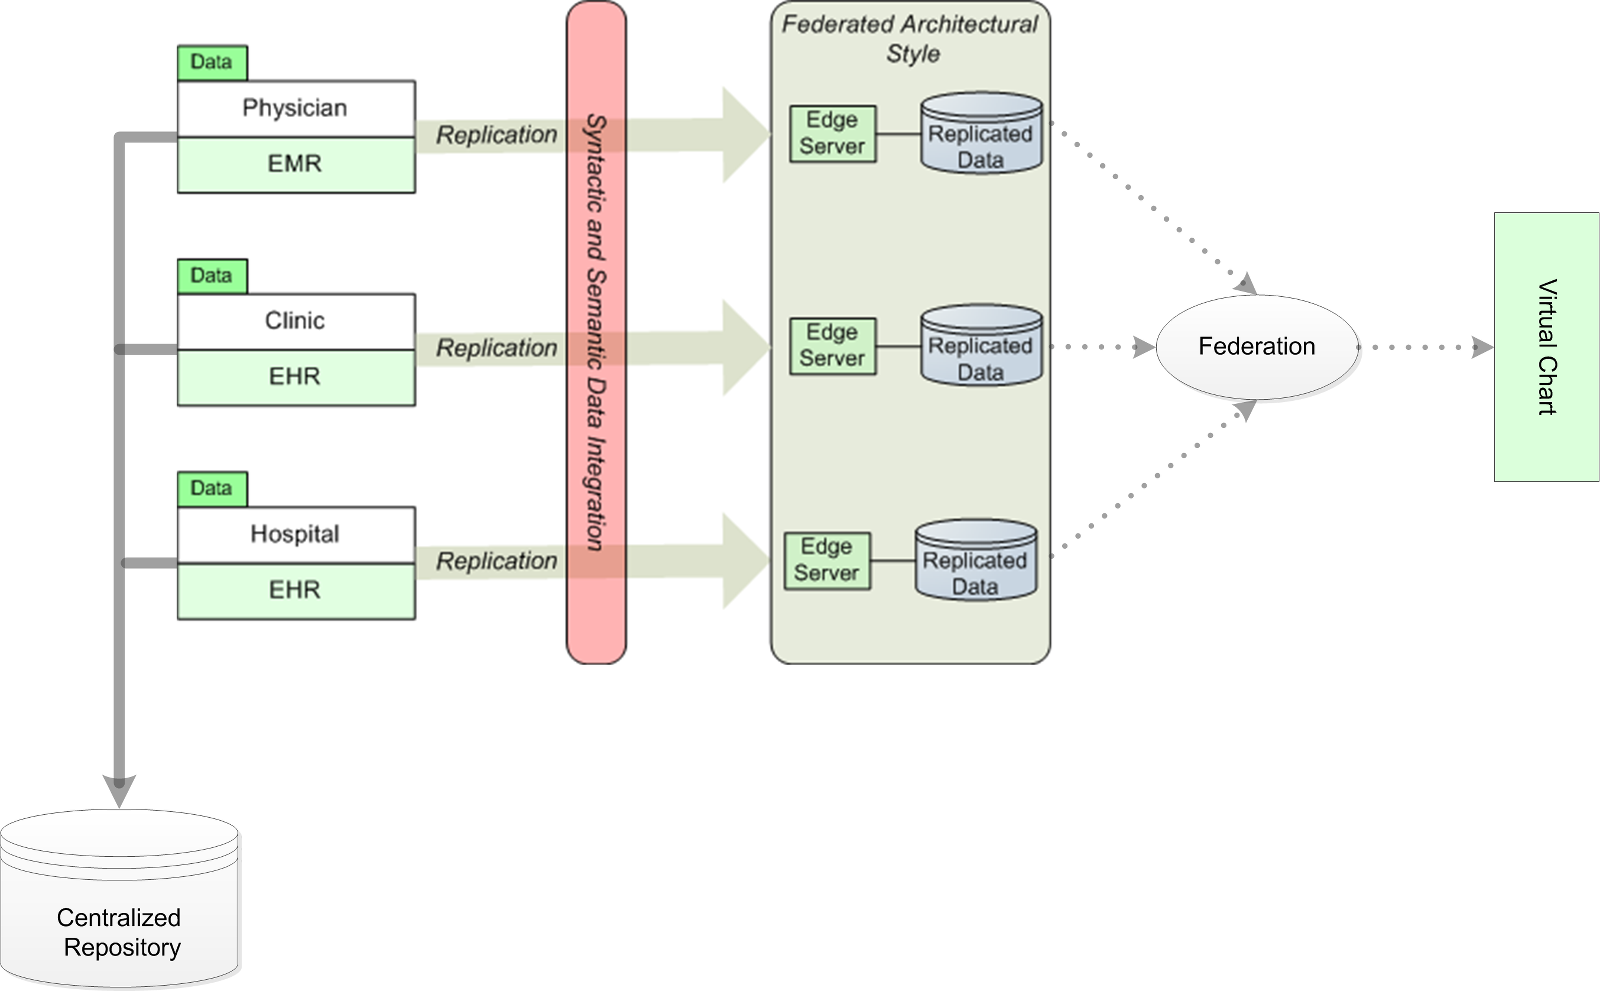 Data
Physician
EMR
Replication
Data
Clinic
EHR
Replication
Data
Hospital
EHR
Replication
Syntactic and Semantic Data Integration
Federated Architectural
Style
Edge
Server
Replicated
Data
Edge
Server
Replicated
Data
Edge
Server
Replicated
Data
Federation
Virtual Chart
Centralized
Repository